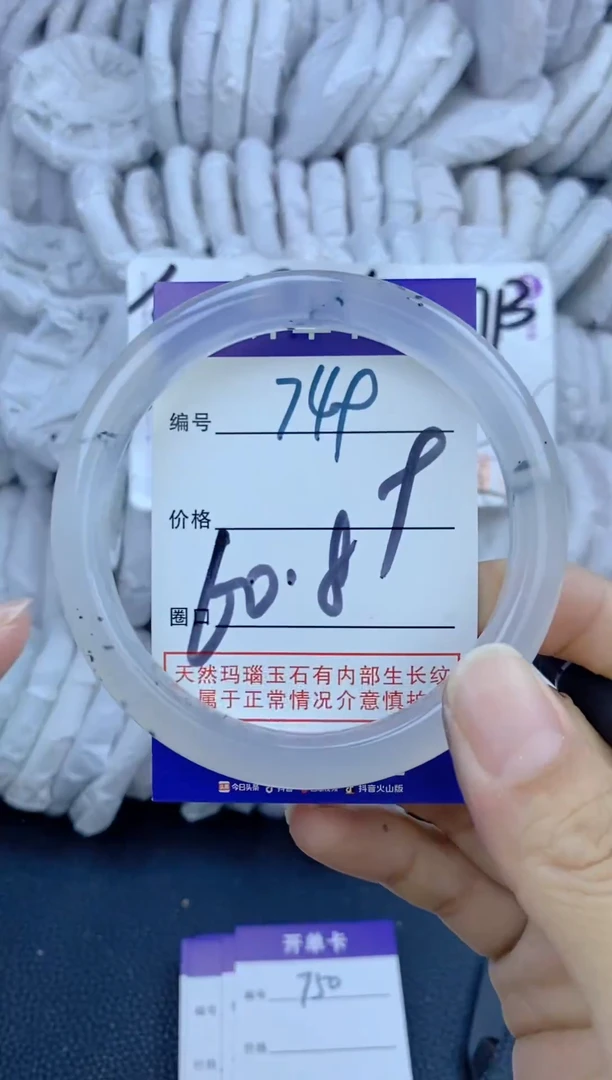 编号 749
价格 9
圈口 60.8
天然玛瑙玉石有内部生长纹
属于正常情况介意慎拍
今日头条 抖音 抖音火山版
开单卡
编号 750
价格